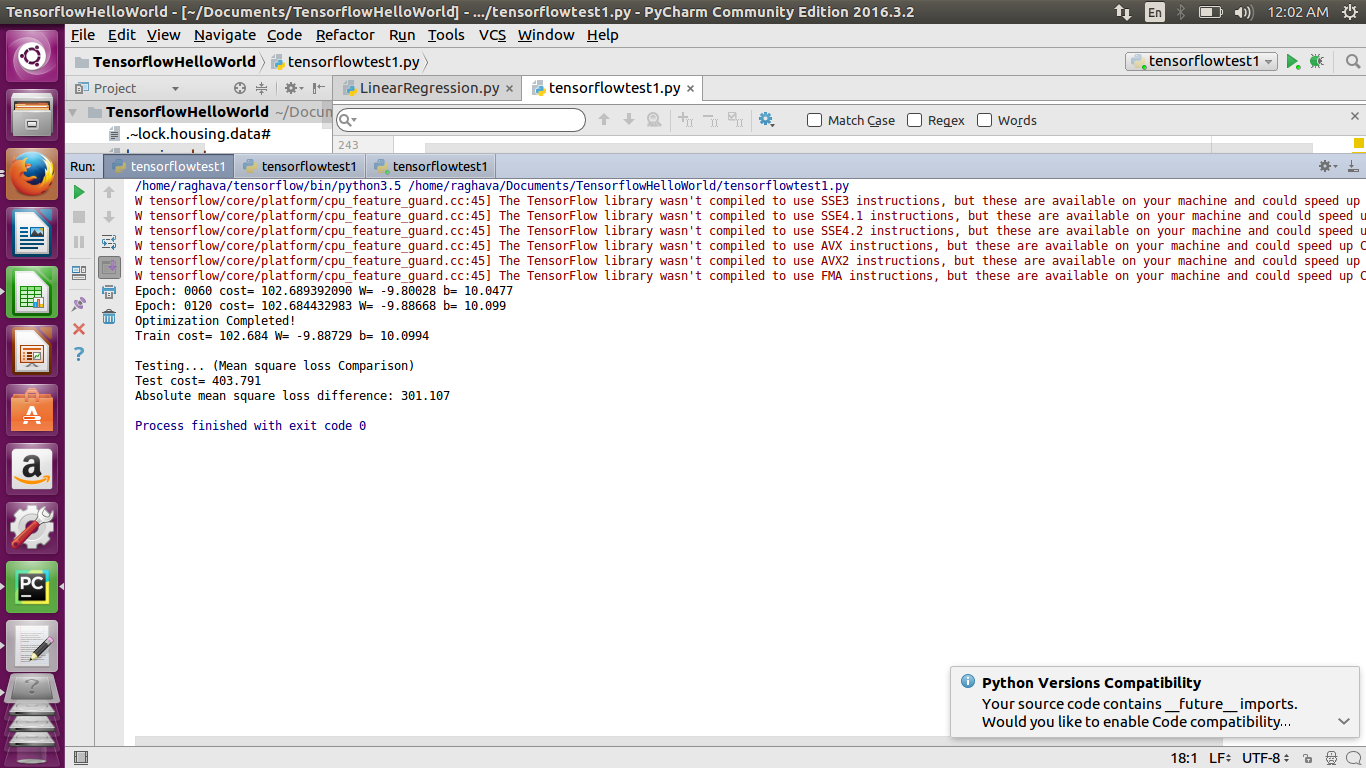 TensorflowHelloWorld - [~/Documents/TensorflowHelloWorld] - .../tensorflowtest1.py - PyCharm Community Edition 2016.3.2
En
12:02 AM
File Edit View Navigate Code Refactor Run Tools VCS Window Help
TensorflowHelloWorld tensorflowtest1.py
tensorflowtest1
Project
LinearRegression.py
tensorflowtest1.py
TensorflowHelloWorld ~/Docum
.~lock.housing.data#
Match Case Regex Words
243
Run: tensorflowtest1 tensorflowtest1 tensorflowtest1
/home/raghava/tensorflow/bin/python3.5 /home/raghava/Documents/TensorflowHelloWorld/tensorflowtest1.py
W tensorflow/core/platform/cpu_feature_guard.cc:45] The TensorFlow library wasn't compiled to use SSE3 instructions, but these are available on your machine and could speed up
W tensorflow/core/platform/cpu_feature_guard.cc:45] The TensorFlow library wasn't compiled to use SSE4.1 instructions, but these are available on your machine and could speed u
W tensorflow/core/platform/cpu_feature_guard.cc:45] The TensorFlow library wasn't compiled to use SSE4.2 instructions, but these are available on your machine and could speed u
W tensorflow/core/platform/cpu_feature_guard.cc:45] The TensorFlow library wasn't compiled to use AVX instructions, but these are available on your machine and could speed up C
W tensorflow/core/platform/cpu_feature_guard.cc:45] The TensorFlow library wasn't compiled to use AVX2 instructions, but these are available on your machine and could speed up
W tensorflow/core/platform/cpu_feature_guard.cc:45] The TensorFlow library wasn't compiled to use FMA instructions, but these are available on your machine and could speed up C
Epoch: 0060 cost= 102.689392090 W= -9.80028 b= 10.0477
Epoch: 0120 cost= 102.684432983 W= -9.88668 b= 10.099
Optimization Completed!
Train cost= 102.684 W= -9.88729 b= 10.0994
Testing... (Mean square loss Comparison)
Test cost= 403.791
Absolute mean square loss difference: 301.107
Process finished with exit code 0
PC
Python Versions Compatibility
Your source code contains __future__ imports.
Would you like to enable Code compatibility...
18:1 LF UTF-8